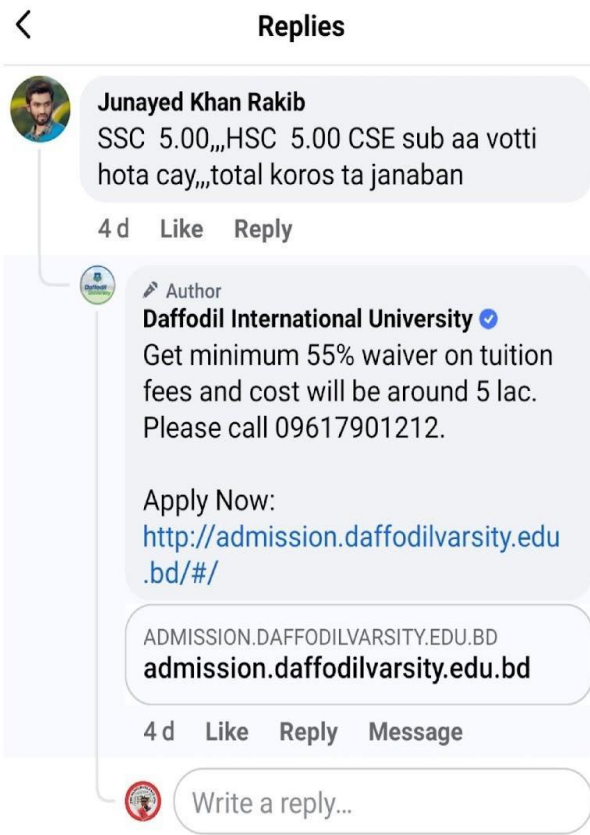 Replies
Junayed Khan Rakib
SSC 5.00,,,HSC 5.00 CSE sub aa votti
hota cay,,,total koros ta janaban
4 d Like Reply
Author
Daffodil International University
Get minimum 55% waiver on tuition
fees and cost will be around 5 lac.
Please call 09617901212.
Apply Now:
http://admission.daffodilvarsity.edu
.bd/#/
ADMISSION.DAFFODILVARSITY.EDU.BD
admission.daffodilvarsity.edu.bd
4 d Like Reply Message
Write a reply...